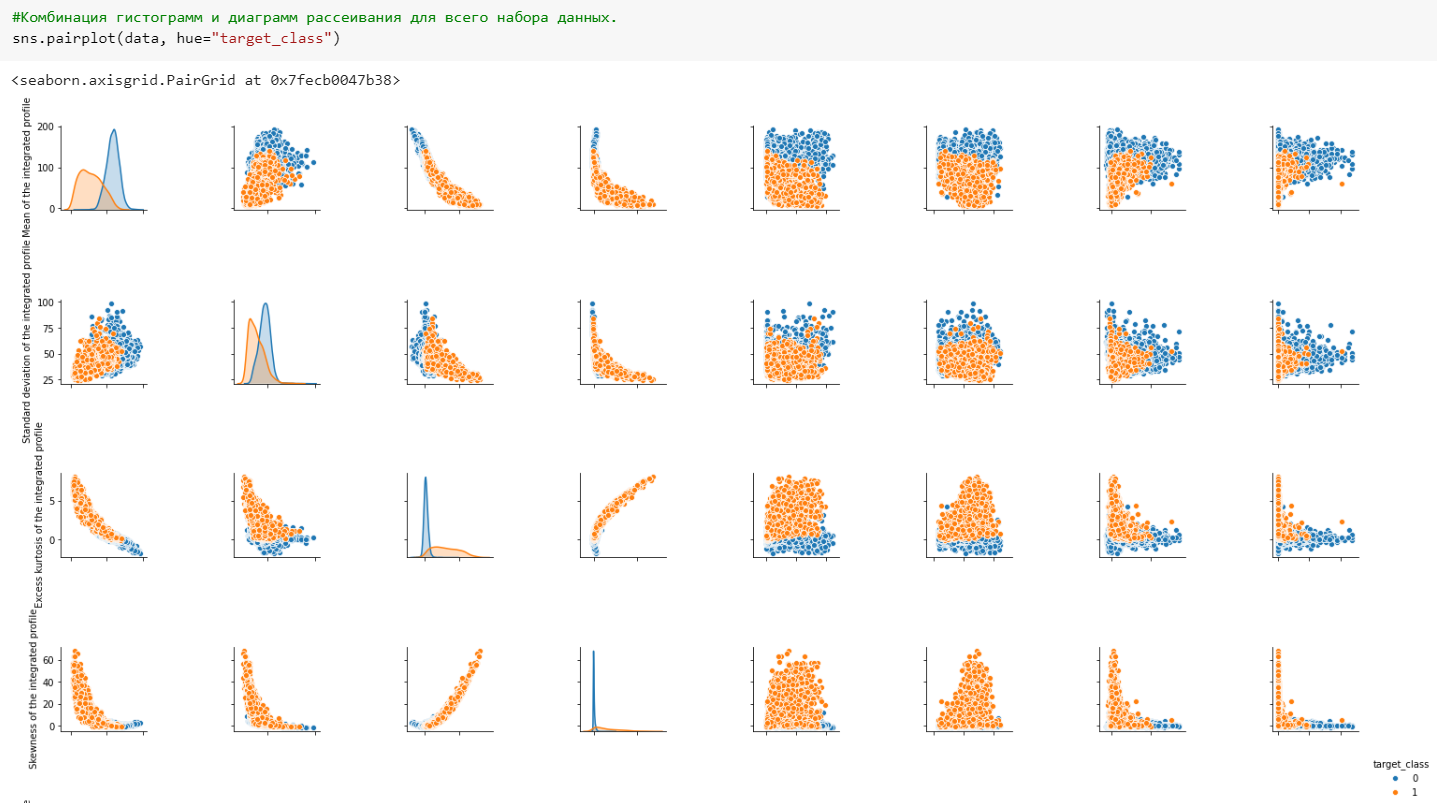 #Комбинация гистограмм и диаграмм рассеивания для всего набора данных.
sns.pairplot(data, hue="target_class")
<seaborn.axisgrid.PairGrid at 0x7fecb0047b38>
Mean of the integrated profile
200
100
0
Standard deviation of the integrated profile
100
75
50
25
Excess kurtosis of the integrated profile
5
0
Skewness of the integrated profile
60
40
20
0
target_class
0
1